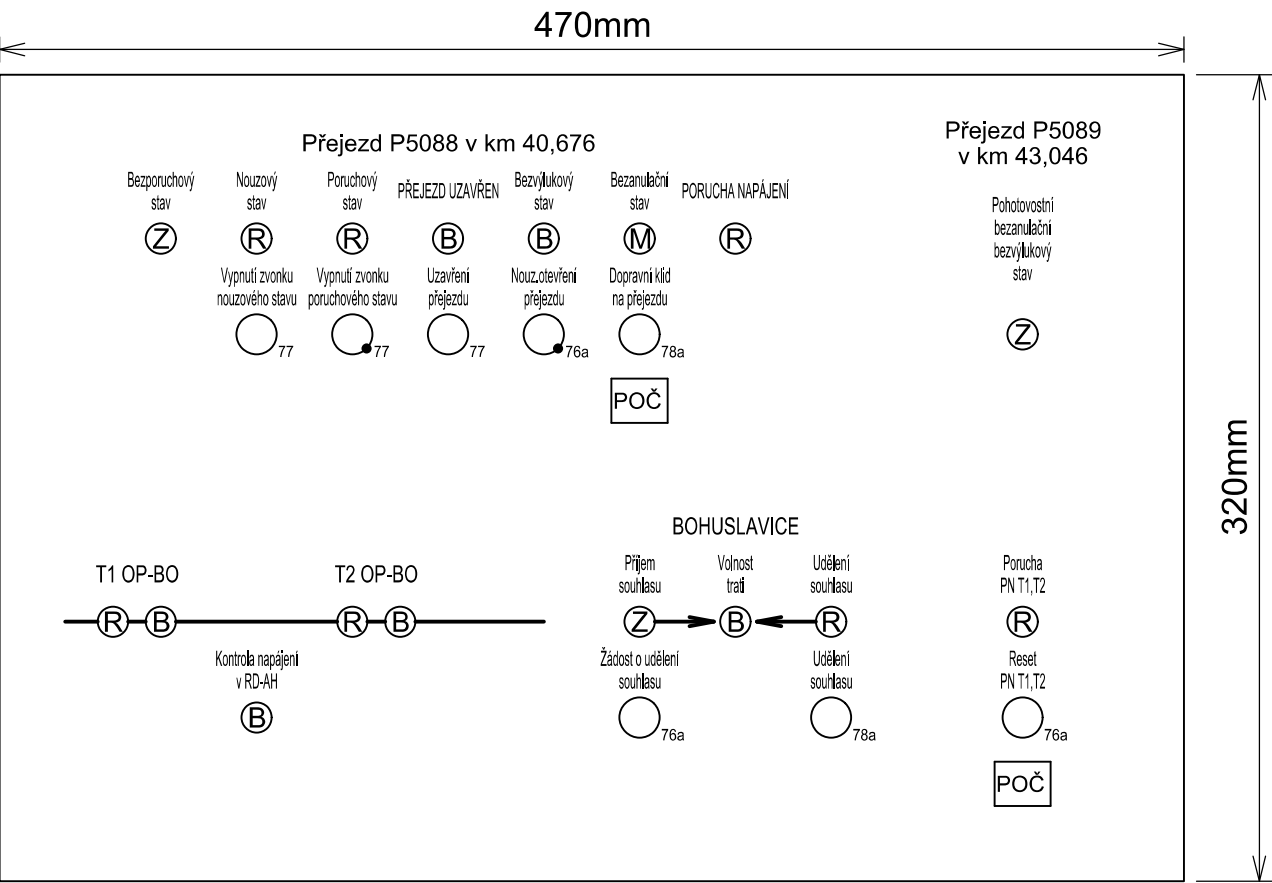 470mm
Přejezd P5088 v km 40,676
Přejezd P5089
v km 43,046
Bezporuchový
stav
Nouzový
stav
Poruchový
stav
PŘEJEZD UZAVŘEN
Bezvýlukový
stav
Bezanulační
stav
PORUCHA NAPÁJENÍ
Pohotovostní
bezanulační
bezvýlukový
stav
Z
R
R
B
B
M
R
Vypnutí zvonku
nouzového stavu
Vypnutí zvonku
poruchového stavu
Uzavření
přejezdu
Nouz.otevření
přejezdu
Dopravní klid
na přejezdu
77
77
77
76a
78a
Z
POČ
320mm
BOHUSLAVICE
T1 OP-BO
T2 OP-BO
Příjem
souhlasu
Volnost
trati
Udělení
souhlasu
Porucha
PN T1,T2
R
B
R
B
Z
B
R
R
Kontrola napájení
v RD-AH
Žádost o udělení
souhlasu
Udělení
souhlasu
Reset
PN T1,T2
B
76a
78a
76a
POČ